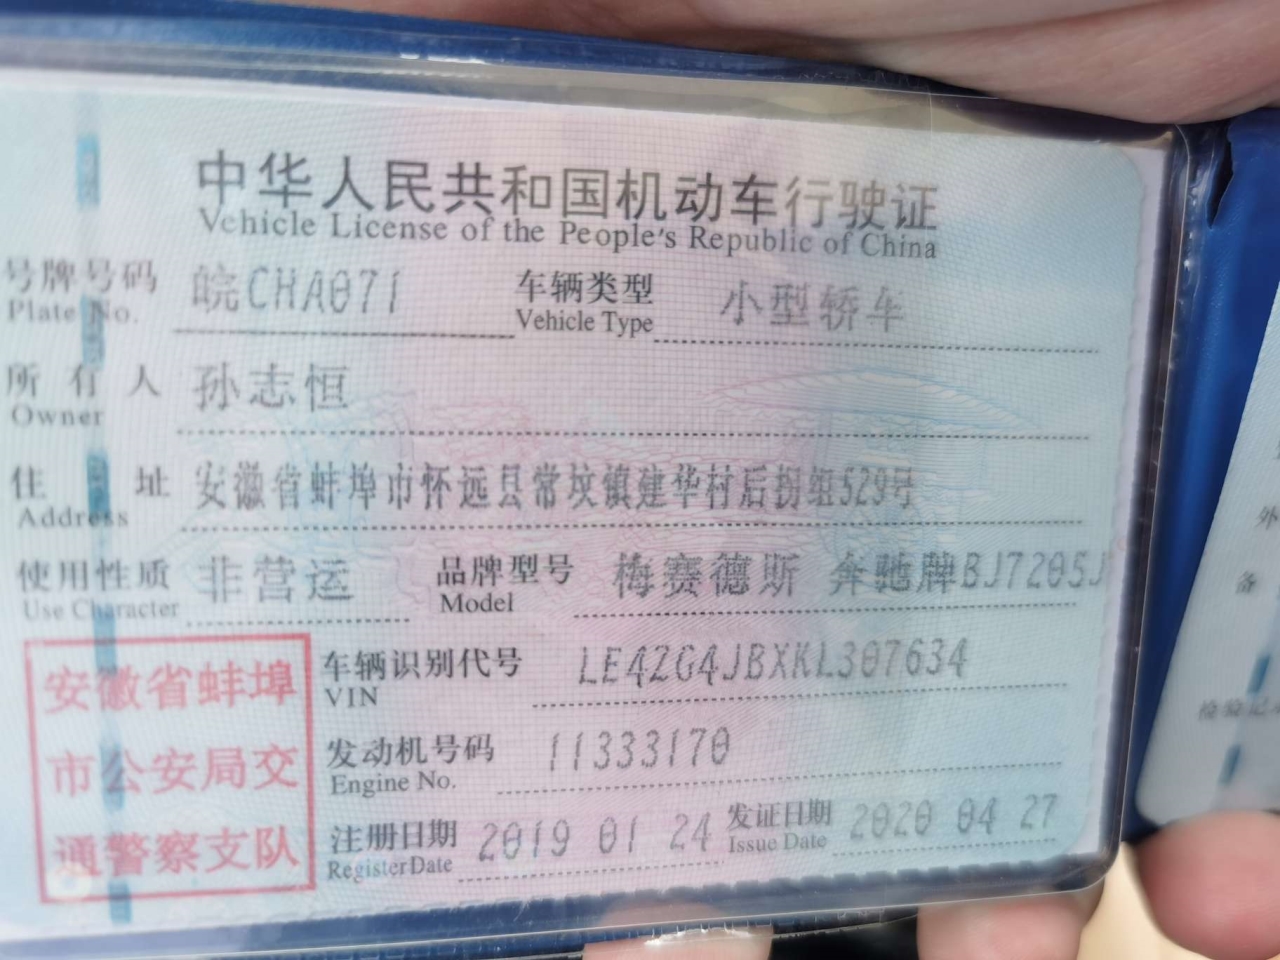 中华人民共和国机动车行驶证
Vehicle License of the People's Republic of China
号牌号码 皖CHA071 车辆类型 小型轿车
Plate No. Vehicle Type
所有人 孙志恒
Owner
住址 安徽省蚌埠市怀远县常坟镇建华村后拐组529号
Address
使用性质 非营运 品牌型号 梅赛德斯 奔驰牌BJ7205J
Use Character Model
安徽省蚌埠
市公安局交
通警察支队
车辆识别代号 LE4ZG4JBXKL307634
VIN
发动机号码 11333170
Engine No.
注册日期 2019 01 24 发证日期 2020 04 27
Register Date Issue Date
外
备
检验记